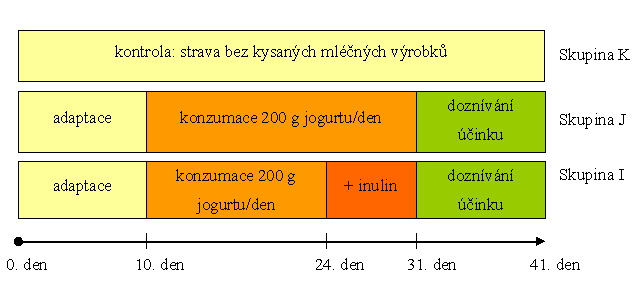 kontrola: strava bez kysaných mléčných výrobků
Skupina K
adaptace
konzumace 200 g jogurtu/den
doznívání
účinku
Skupina J
adaptace
konzumace 200 g
jogurtu/den
+ inulin
doznívání
účinku
Skupina I
0. den
10. den
24. den
31. den
41. den